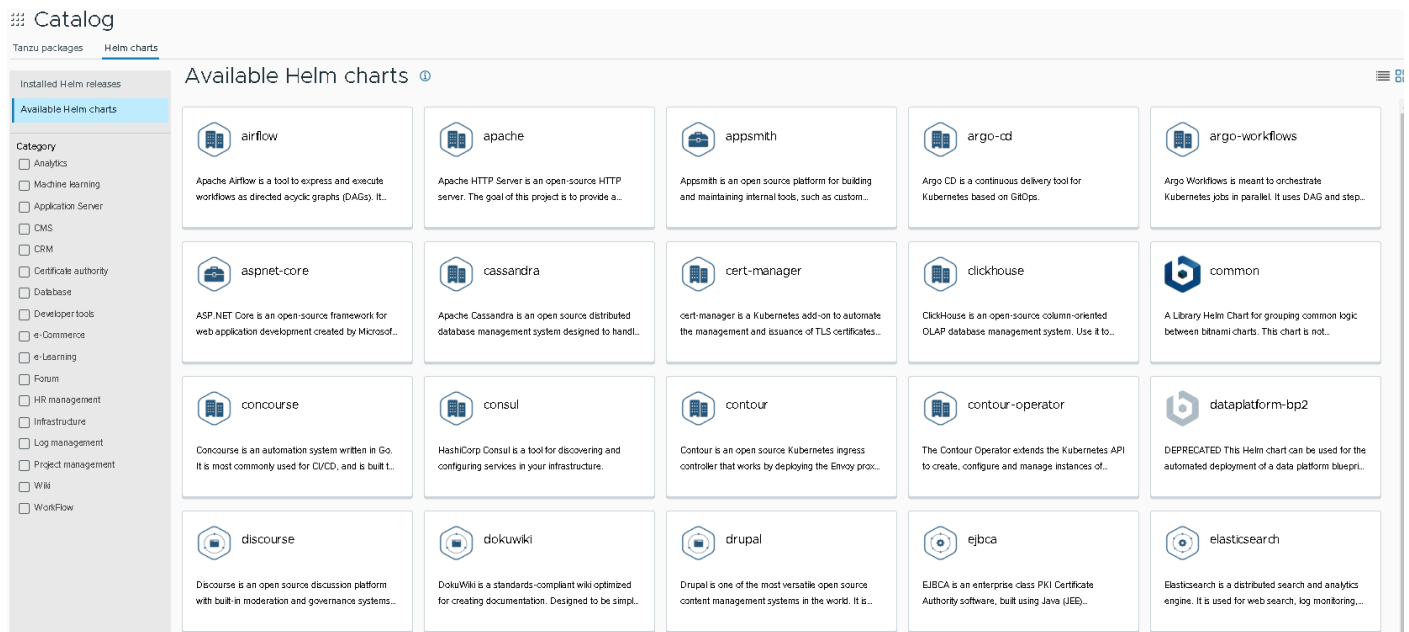 Catalog
Tanzu packages
Helm charts
Installed Helm releases
Available Helm charts
Category
Analytics
Machine learning
Application Server
CMS
CRM
Certificate authority
Database
Developer tools
e-Commerce
e-Learning
Forum
HR management
Infrastructure
Log management
Project management
Wiki
WorkFlow
Available Helm charts
airflow
Apache Airflow is a tool to express and execute
workflows as directed acyclic graphs (DAGs). It...
apache
Apache HTTP Server is an open-source HTTP
server. The goal of this project is to provide a...
appsmith
Appsmith is an open source platform for building
and maintaining internal tools, such as custom...
argo-cd
Argo CD is a continuous delivery tool for
Kubernetes based on GitOps.
argo-workflows
Argo Workflows is meant to orchestrate
Kubernetes jobs in parallel. It uses DAG and step...
aspnet-core
ASP.NET Core is an open-source framework for
web application development created by Microsof...
cassandra
Apache Cassandra is an open source distributed
database management system designed to handl...
cert-manager
cert-manager is a Kubernetes add-on to automate
the management and issuance of TLS certificates...
clickhouse
ClickHouse is an open-source column-oriented
OLAP database management system. Use it to...
common
A Library Helm Chart for grouping common logic
between bitnami charts. This chart is not...
concourse
Concourse is an automation system written in Go.
It is most commonly used for CI/CD, and is built t...
consul
HashiCorp Consul is a tool for discovering and
configuring services in your infrastructure.
contour
Contour is an open source Kubernetes ingress
controller that works by deploying the Envoy prox...
contour-operator
The Contour Operator extends the Kubernetes API
to create, configure and manage instances of...
dataplatform-bp2
DEPRECATED This Helm chart can be used for the
automated deployment of a data platform bluepri...
discourse
Discourse is an open source discussion platform
with built-in moderation and governance systems...
dokuwiki
DokuWiki is a standards-compliant wiki optimized
for creating documentation. Designed to be simpl...
drupal
Drupal is one of the most versatile open source
content management systems in the world. It is...
ejbca
EJBCA is an enterprise class PKI Certificate
Authority software, built using Java (JEE)...
elasticsearch
Elasticsearch is a distributed search and analytics
engine. It is used for web search, log monitoring,...